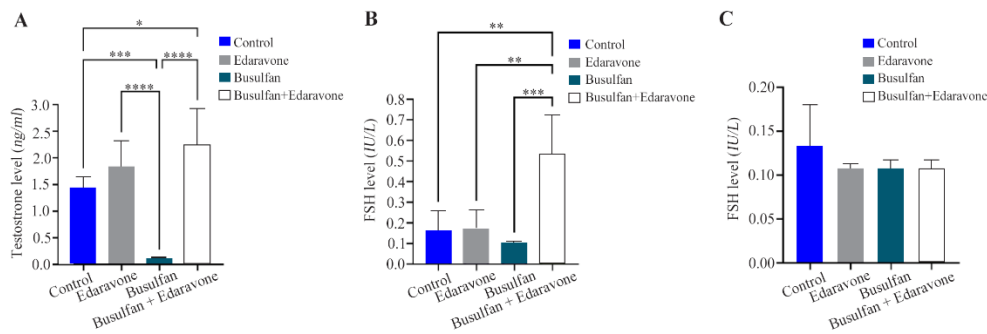 A
*
***
****
****
Control
Edaravone
Busulfan
Busulfan+Edaravone
Testostrone level (ng/ml)
3.0
2.5
2.0
1.5
1.0
0.5
0.0
Control
Edaravone
Busulfan
Busulfan + Edaravone
B
**
**
***
Control
Edaravone
Busulfan
Busulfan+Edaravone
FSH level (IU/L)
0.8
0.7
0.6
0.5
0.4
0.3
0.2
0.1
0.0
Control
Edaravone
Busulfan
Busulfan + Edaravone
C
Control
Edaravone
Busulfan
Busulfan+Edaravone
FSH level (IU/L)
0.20
0.15
0.10
0.05
0.00
Control
Edaravone
Busulfan
Busulfan + Edaravone